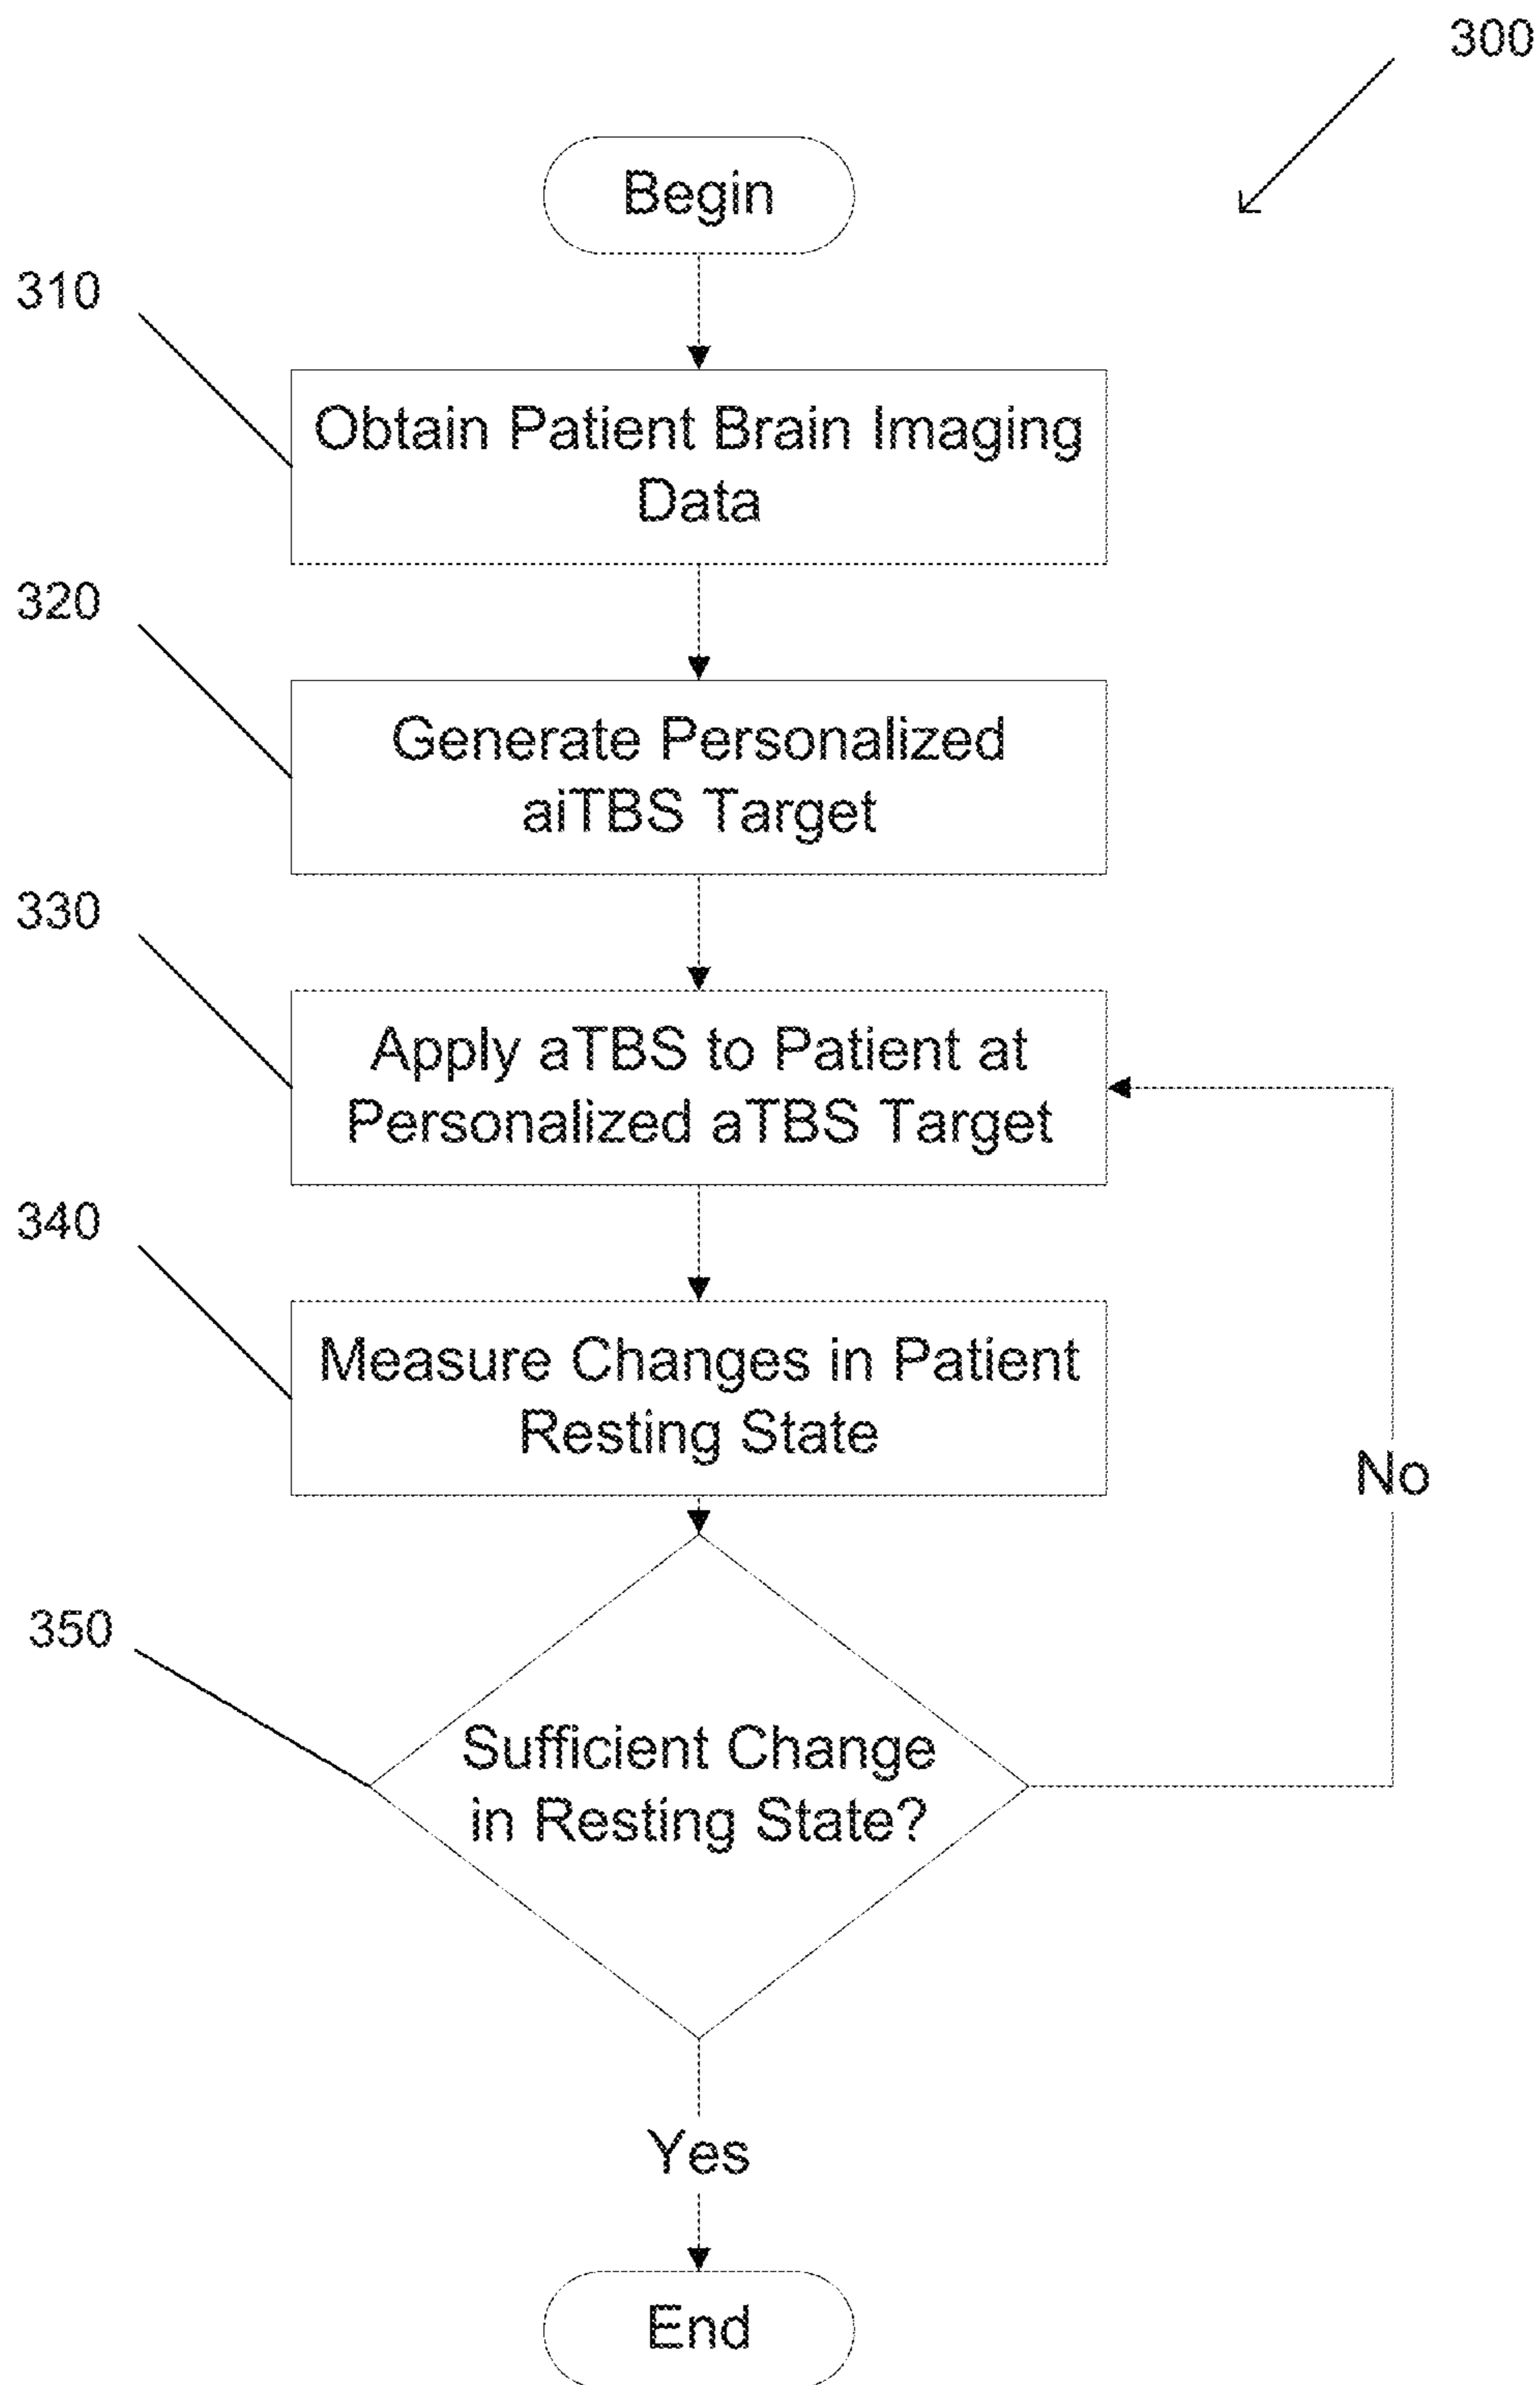 300
Begin
310
Obtain Patient Brain Imaging
Data
320
Generate Personalized
aiTBS Target
330
Apply aTBS to Patient at
Personalized aTBS Target
340
Measure Changes in Patient
Resting State
No
350
Sufficient Change
in Resting State?
Yes
End